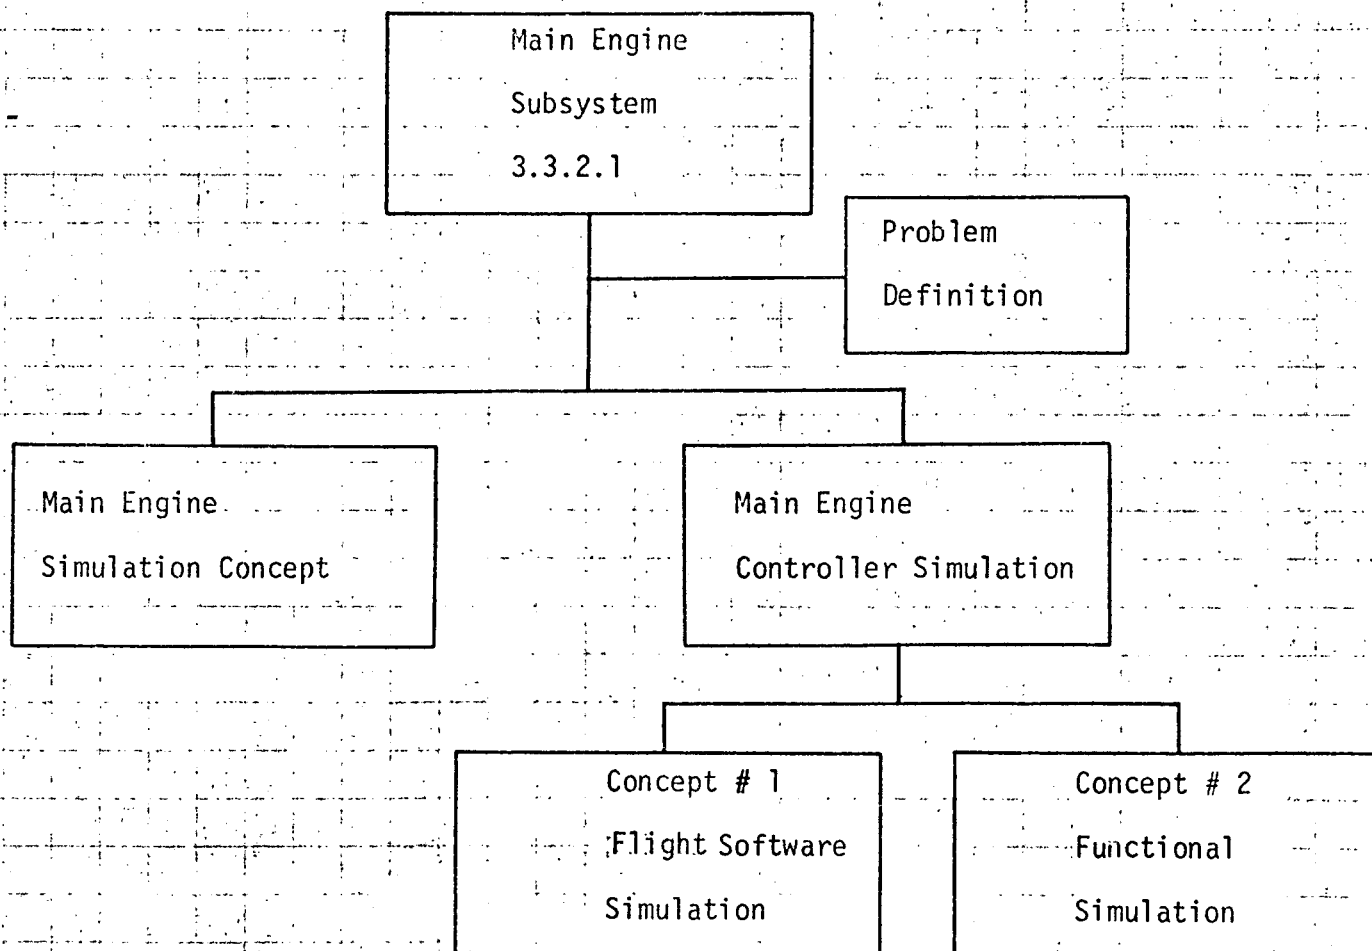 Main Engine
Subsystem
3.3.2.1
Problem
Definition
Main Engine
Simulation Concept
Main Engine
Controller Simulation
Concept # 1
Flight Software
Simulation
Concept # 2
Functional
Simulation